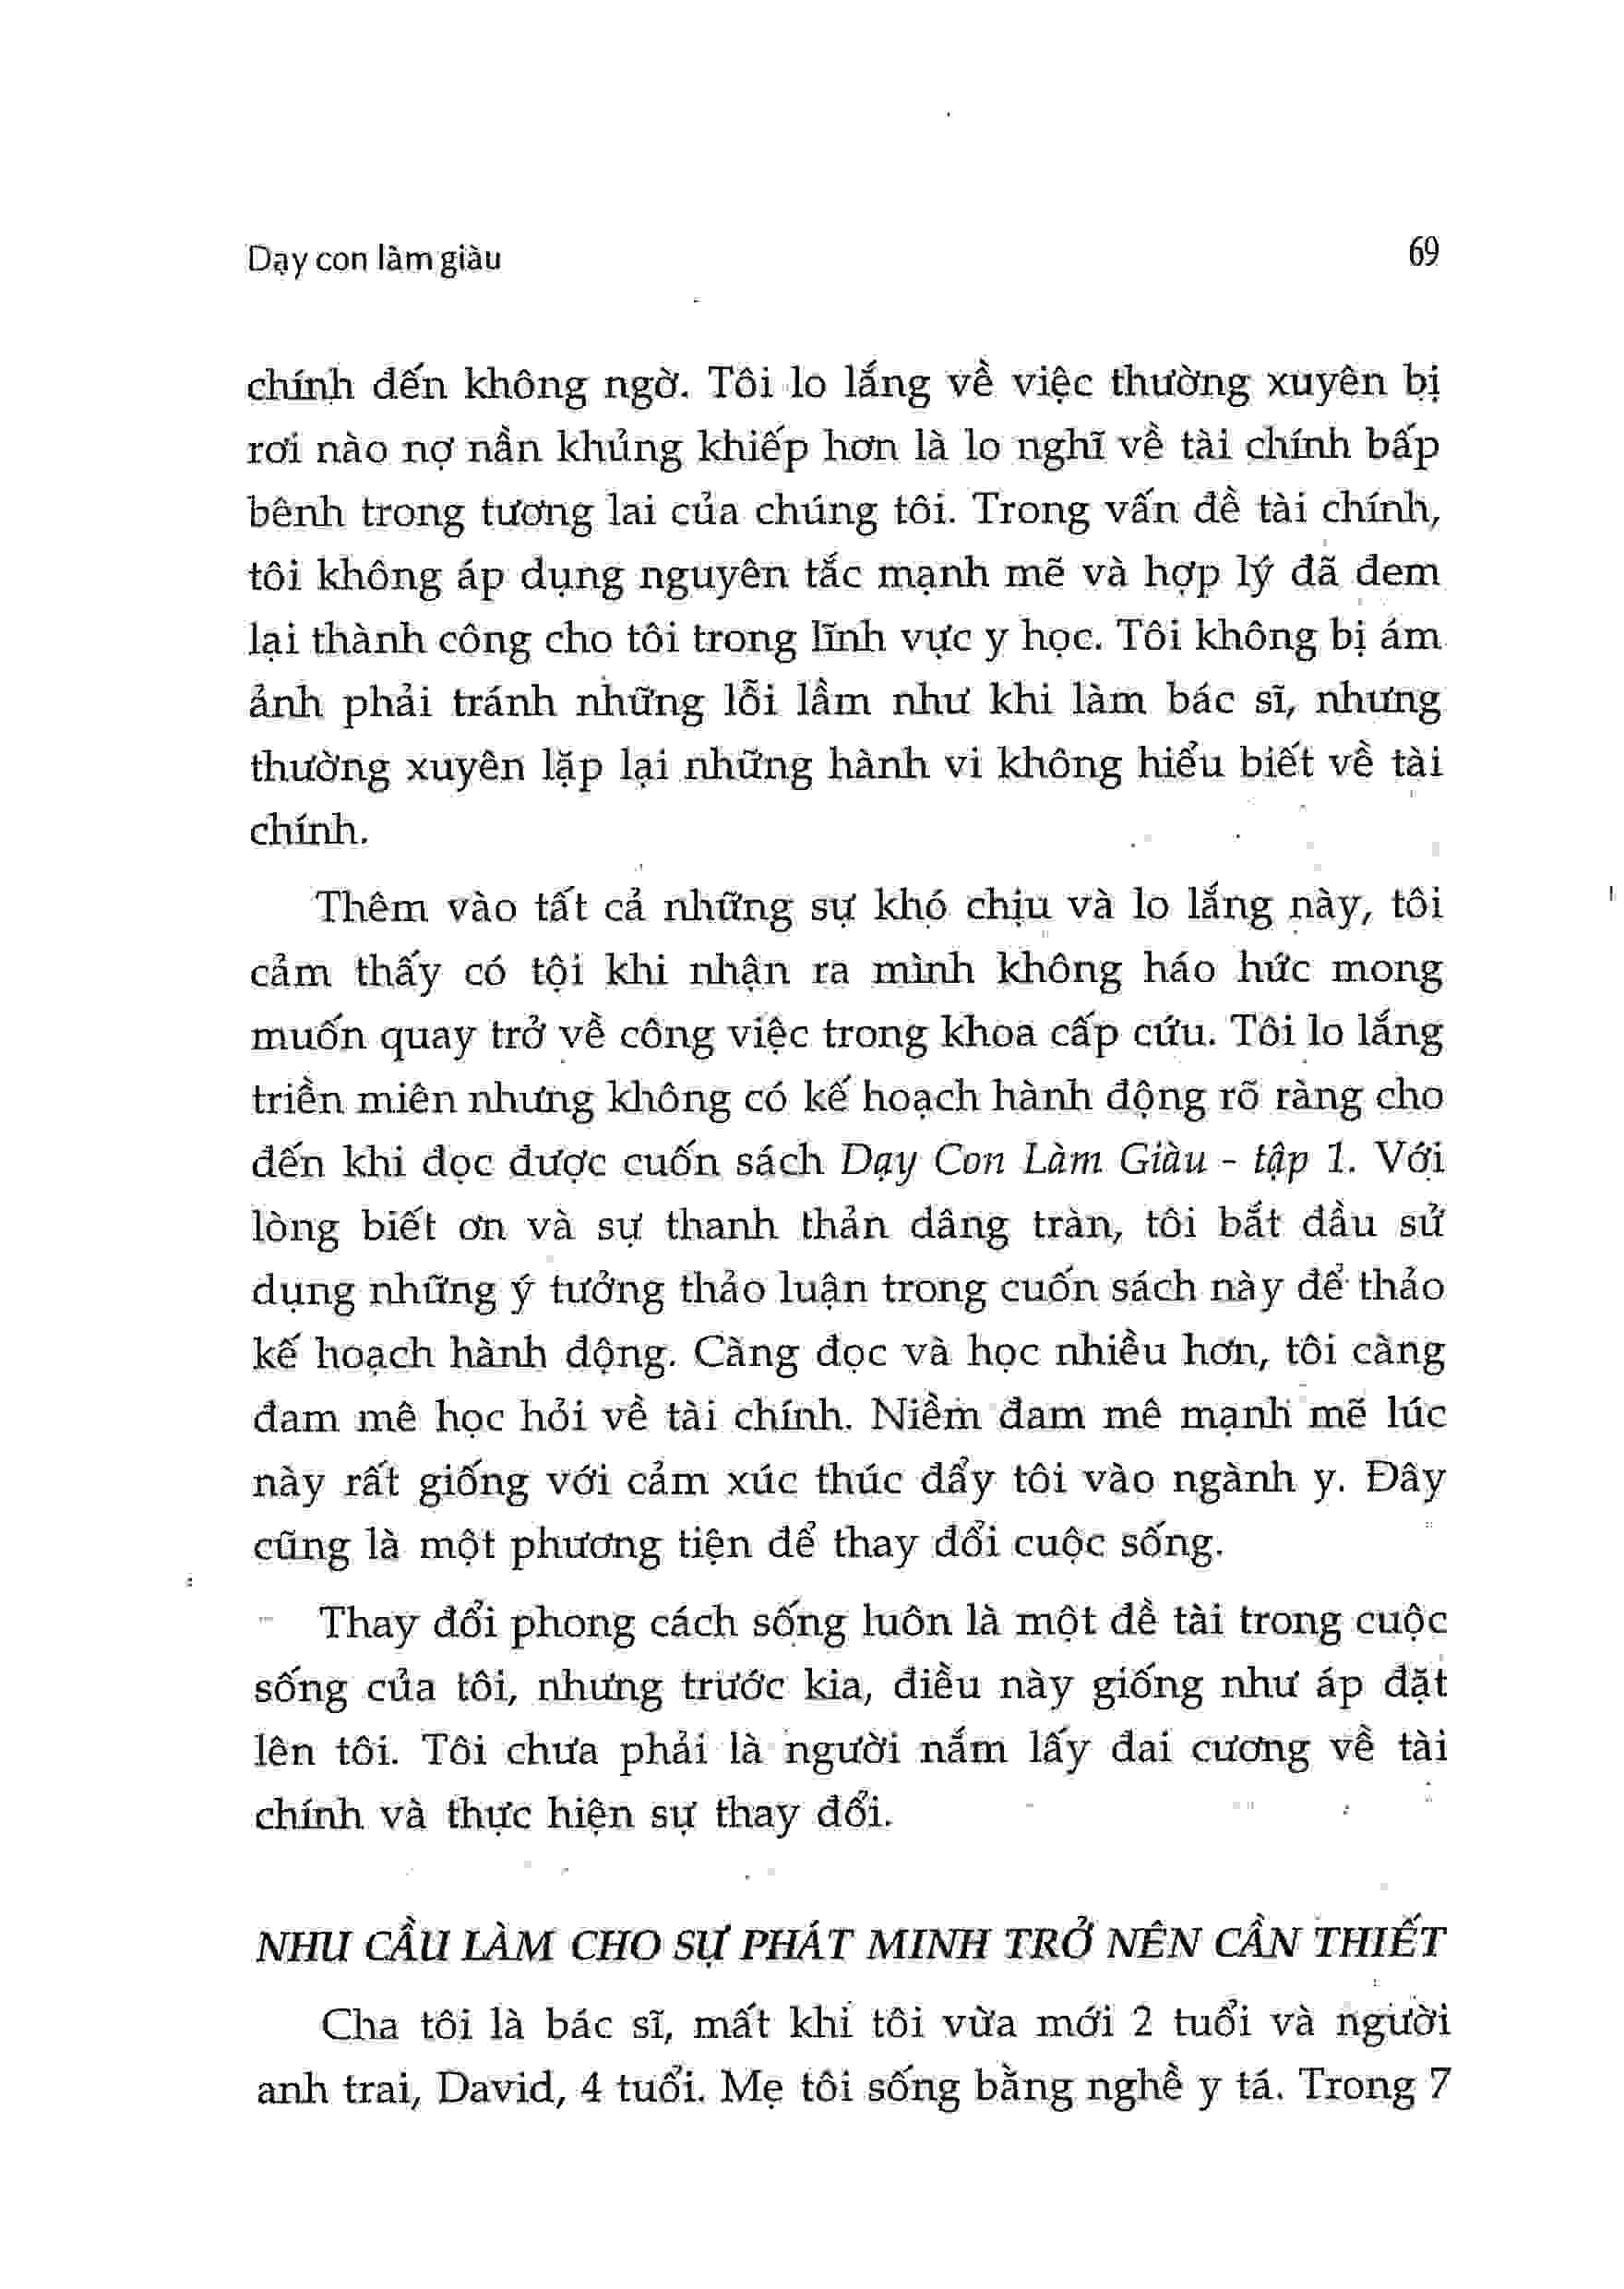 Dạy con làm giàu 69
chính đến không ngờ. Tôi lo lắng về việc thường xuyên bị
rơi nào nợ nần khủng khiếp hơn là lo nghĩ về tài chính bấp
bênh trong tương lai của chúng tôi. Trong vấn đề tài chính,
tôi không áp dụng nguyên tắc mạnh mẽ và hợp lý đã đem
lại thành công cho tôi trong lĩnh vực y học. Tôi không bị ám
ảnh phải tránh những lỗi lầm như khi làm bác sĩ, nhưng
thường xuyên lặp lại những hành vi không hiểu biết về tài
chính.
Thêm vào tất cả những sự khó chịu và lo lắng này, tôi
cảm thấy có tội khi nhận ra mình không háo hức mong
muốn quay trở về công việc trong khoa cấp cứu. Tôi lo lắng
triền miên nhưng không có kế hoạch hành động rõ ràng cho
đến khi đọc được cuốn sách Dạy Con Làm Giàu - tập 1. Với
lòng biết ơn và sự thanh thản dâng tràn, tôi bắt đầu sử
dụng những ý tưởng thảo luận trong cuốn sách này để thảo
kế hoạch hành động. Càng đọc và học nhiều hơn, tôi càng
đam mê học hỏi về tài chính. Niềm đam mê mạnh mẽ lúc
này rất giống với cảm xúc thúc đẩy tôi vào ngành y. Đây
cũng là một phương tiện để thay đổi cuộc sống.
Thay đổi phong cách sống luôn là một đề tài trong cuộc
sống của tôi, nhưng trước kia, điều này giống như áp đặt
lên tôi. Tôi chưa phải là người nắm lấy đai cương về tài
chính và thực hiện sự thay đổi.
NHU CẦU LÀM CHO SỰ PHÁT MINH TRỞ NÊN CẦN THIẾT
Cha tôi là bác sĩ, mất khi tôi vừa mới 2 tuổi và người
anh trai, David, 4 tuổi. Mẹ tôi sống bằng nghề y tá. Trong 7